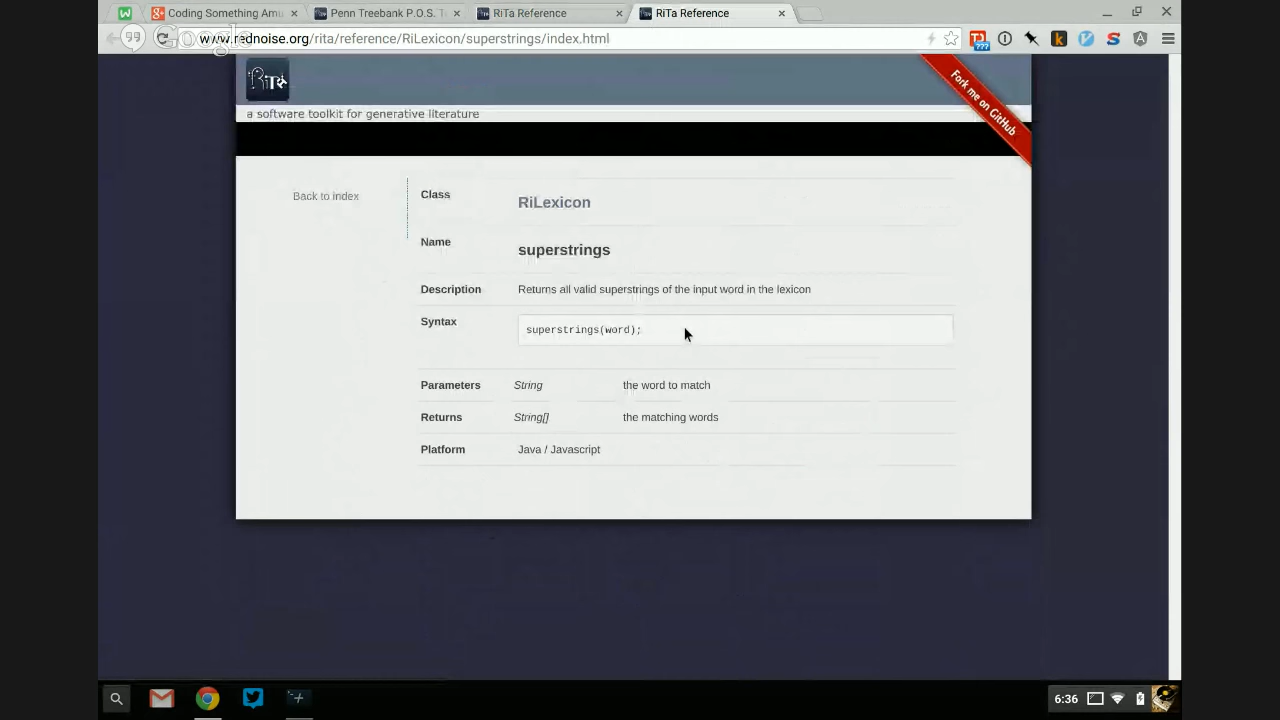 Coding Something Amu
Penn Treebank P.O.S. T
RiTa Reference
RiTa Reference
Google
www.rednoise.org/rita/reference/RiLexicon/superstrings/index.html
???
RiTa
Fork me on GitHub
a software toolkit for generative literature
Back to index
Class
RiLexicon
Name
superstrings
Description
Returns all valid superstrings of the input word in the lexicon
Syntax
superstrings(word);
Parameters
String
the word to match
Returns
String[]
the matching words
Platform
Java / Javascript
6:36